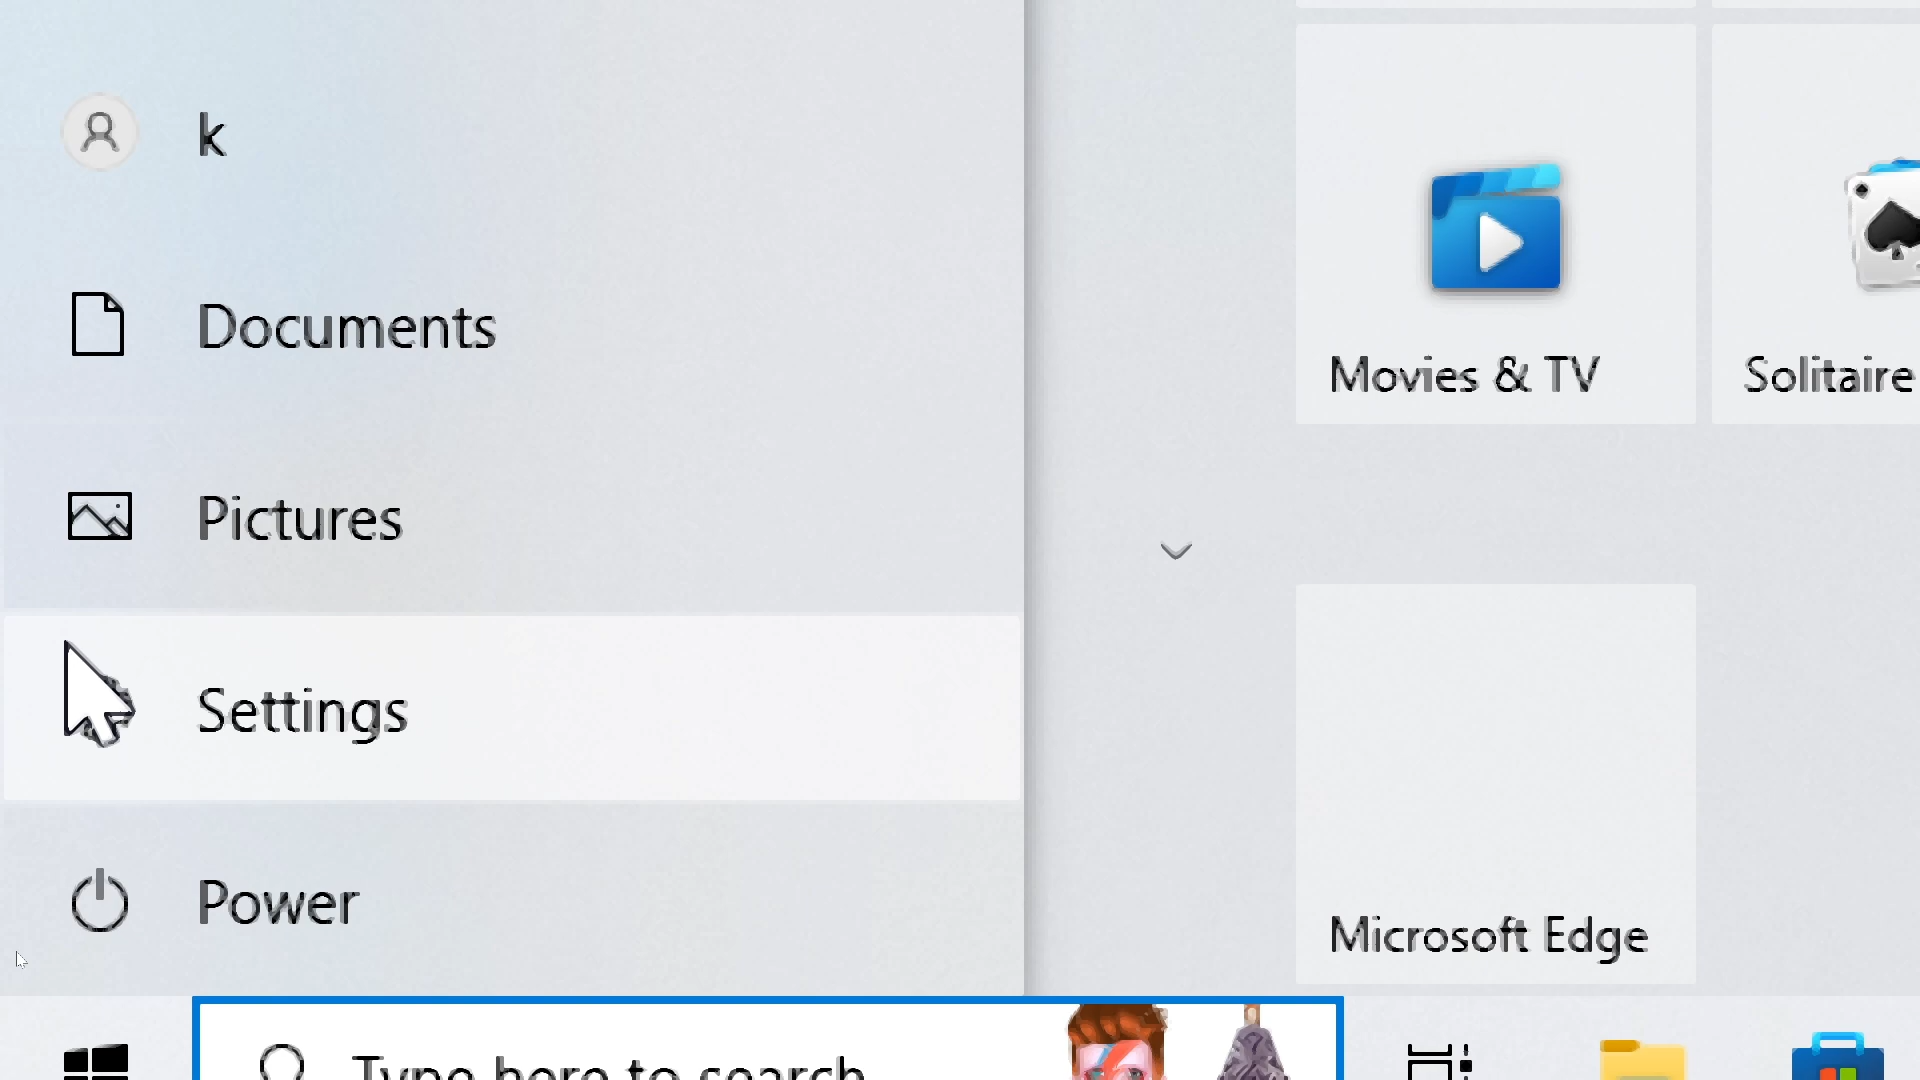 k
Documents
Pictures
Settings
Power
Movies & TV
Solitaire
Microsoft Edge
Type here to search